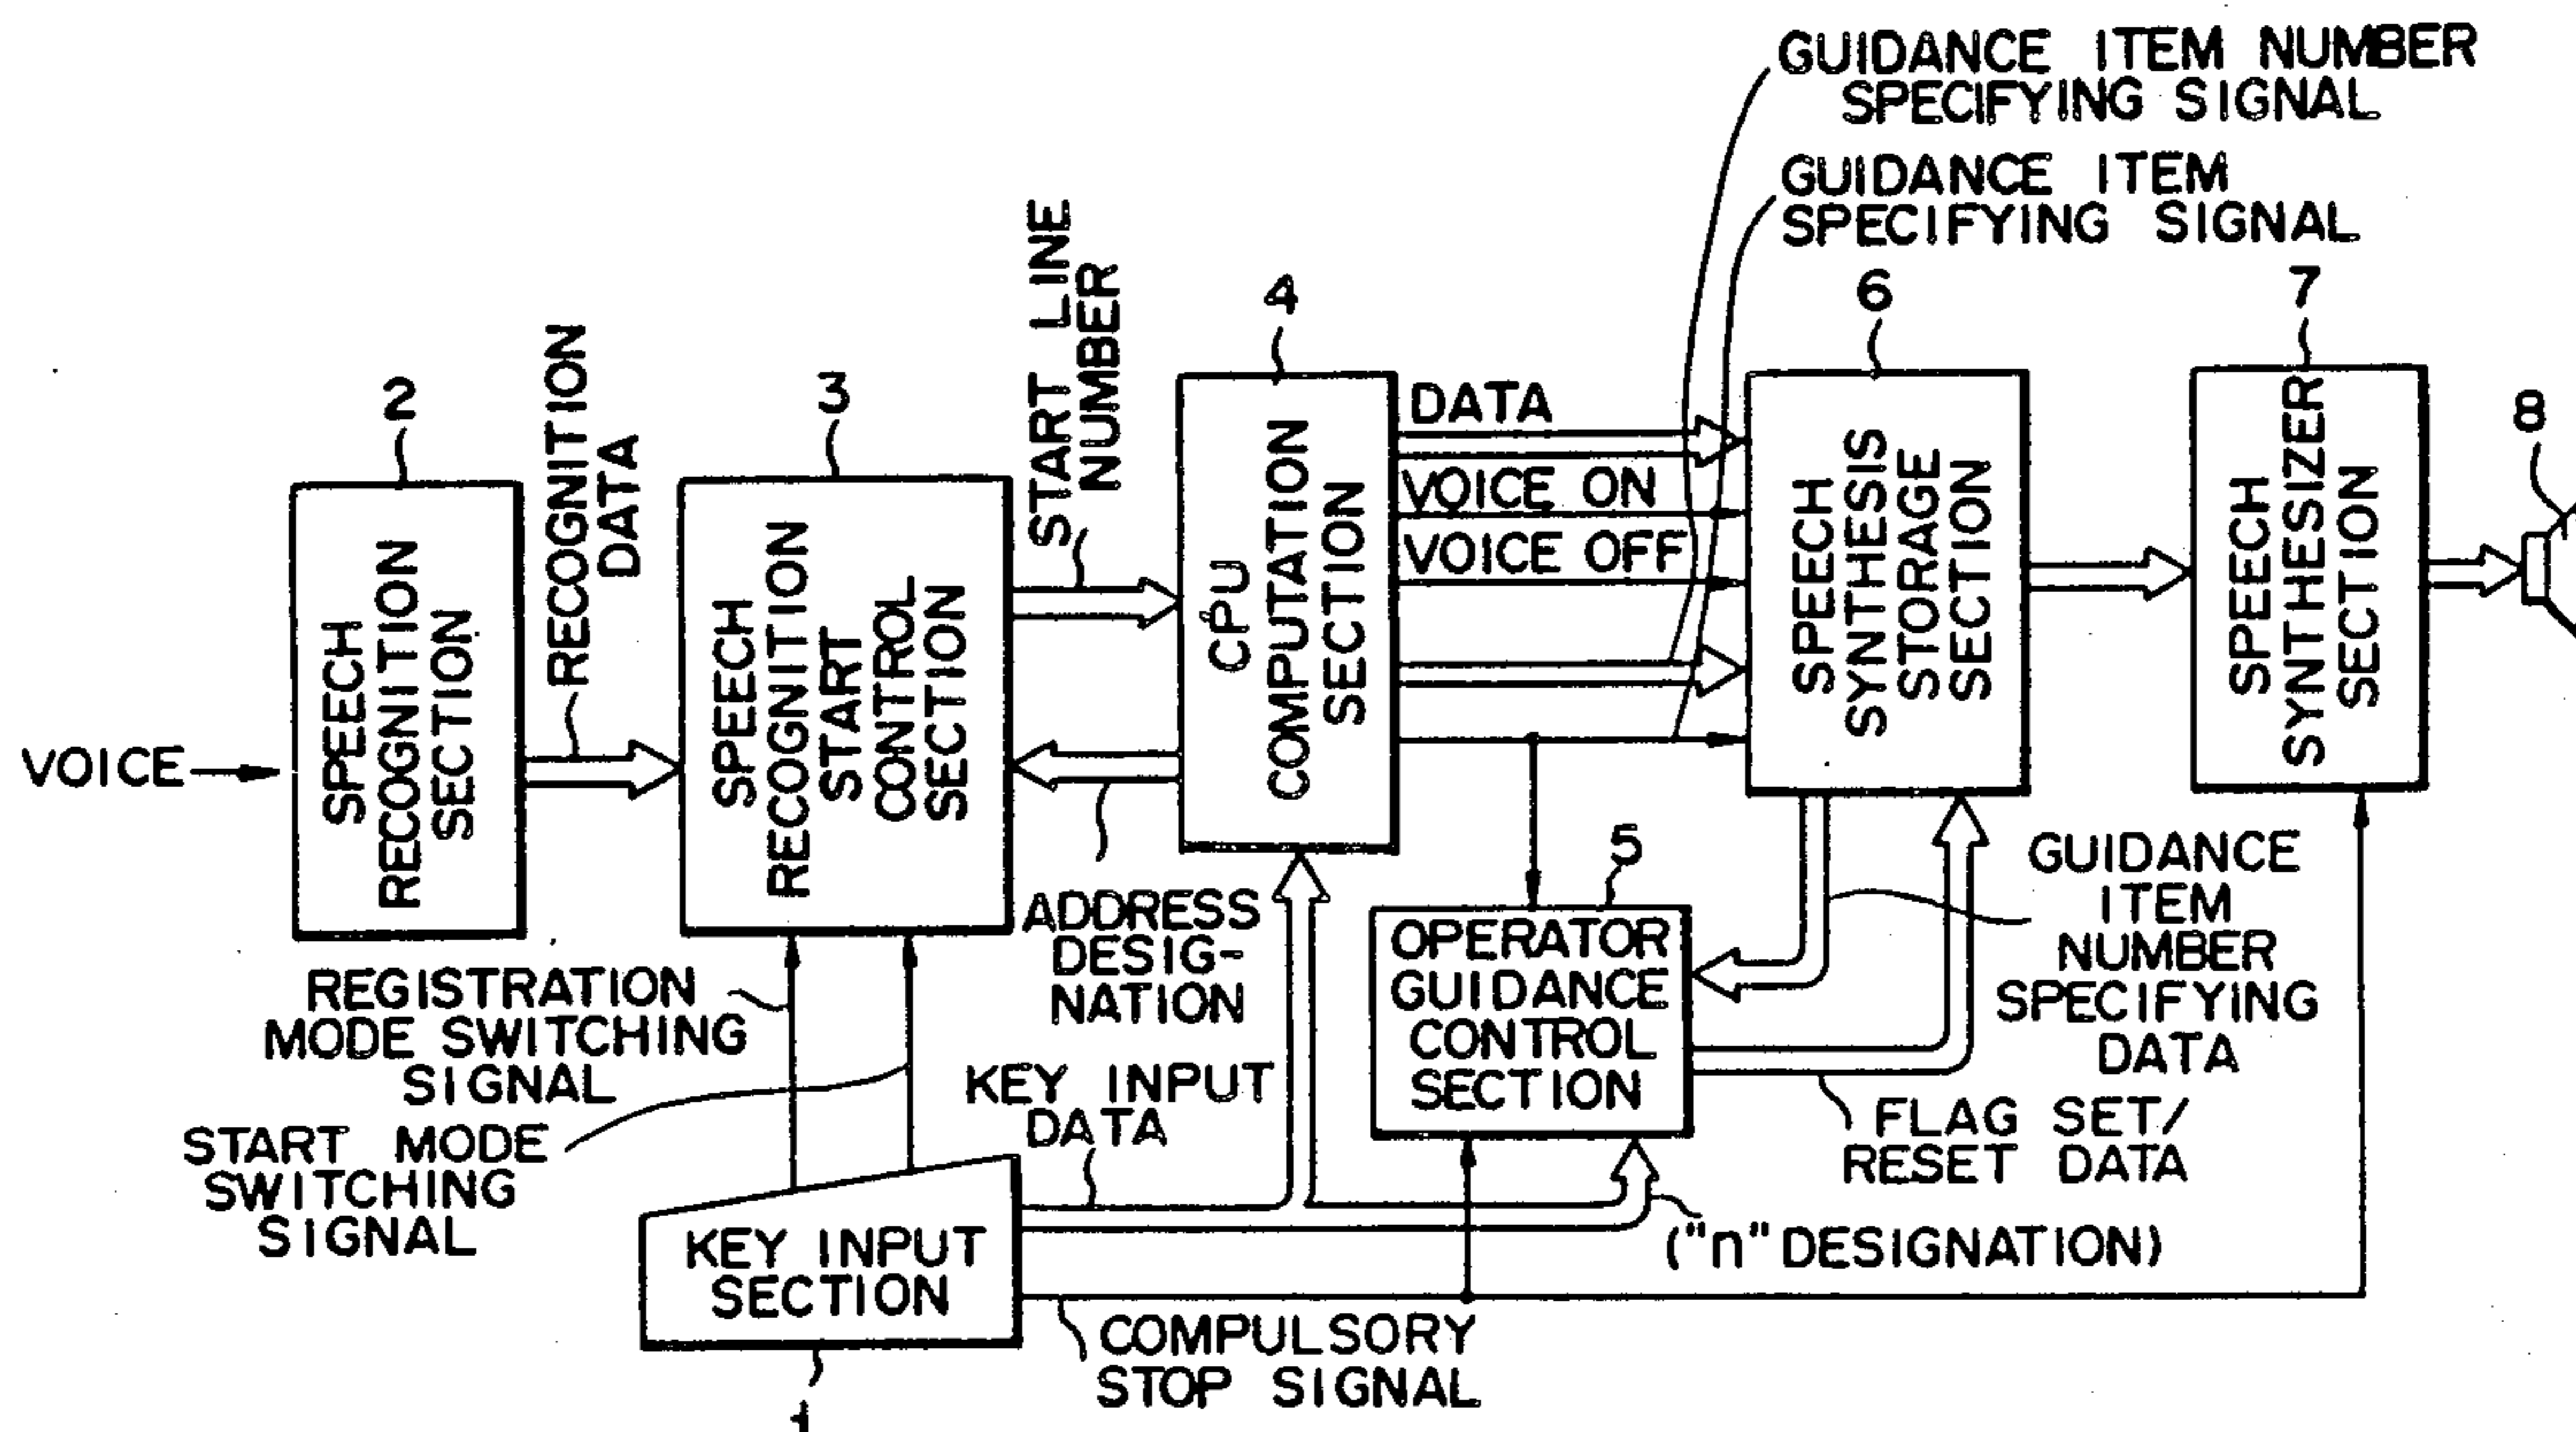 GUIDANCE ITEM NUMBER
SPECIFYING SIGNAL
GUIDANCE ITEM
SPECIFYING SIGNAL
VOICE
2
SPEECH
RECOGNITION
SECTION
RECOGNITION
DATA
3
SPEECH
RECOGNITION
START
CONTROL
SECTION
START LINE
NUMBER
ADDRESS
DESIG-
NATION
4
CPU
COMPUTATION
SECTION
DATA
VOICE ON
VOICE OFF
6
SPEECH
SYNTHESIS
STORAGE
SECTION
7
SPEECH
SYNTHESIZER
SECTION
8
5
OPERATOR
GUIDANCE
CONTROL
SECTION
GUIDANCE
ITEM
NUMBER
SPECIFYING
DATA
FLAG SET/
RESET DATA
REGISTRATION
MODE SWITCHING
SIGNAL
START MODE
SWITCHING
SIGNAL
KEY INPUT
DATA
KEY INPUT
SECTION
1
("n" DESIGNATION)
COMPULSORY
STOP SIGNAL